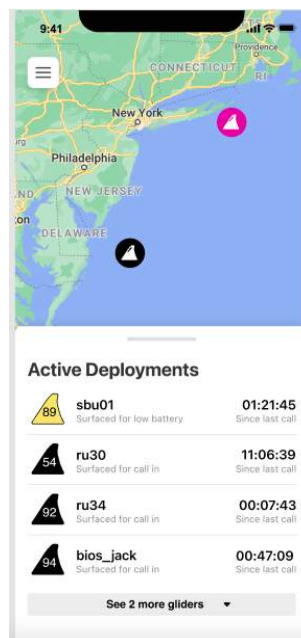 9:41
Providence
CONNECTICUT
RI
New York
Philadelphia
NEW JERSEY
DELAWARE
Active Deployments
89
sbu01
01:21:45
Surfaced for low battery
Since last call
54
ru30
11:06:39
Surfaced for call in
Since last call
92
ru34
00:07:43
Surfaced for call in
Since last call
94
bios_jack
00:47:09
Surfaced for call in
Since last call
See 2 more gliders